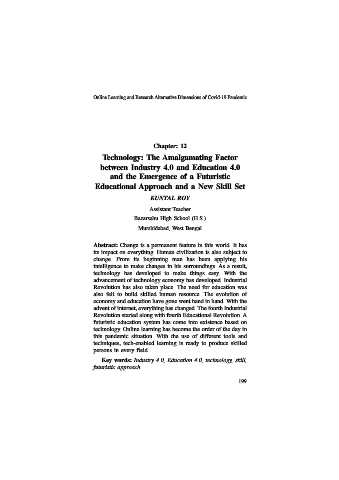 Online Learning and Research Alternative Dimensions of Covid-19 Pandemic
Chapter: 12
Technology: The Amalgamating Factor
between Industry 4.0 and Education 4.0
and the Emergence of a Futuristic
Educational Approach and a New Skill Set
KUNTAL ROY
Assistant Teacher
Bazarsahu High School (H.S.)
Murshidabad, West Bengal
Abstract: Change is a permanent feature in this world. It has
its impact on everything. Human civilization is also subject to
change. From its beginning man has been applying his
intelligence to make changes in his surroundings. As a result,
technology has developed to make things easy. With the
advancement of technology economy has developed. Industrial
Revolution has also taken place. The need for education was
also felt to build skilled human resource. The evolution of
economy and education have gone went hand in hand. With the
advent of internet, everything has changed. The fourth Industrial
Revolution started along with fourth Educational Revolution. A
Futuristic education system has come into existence based on
technology. Online learning has become the order of the day in
this pandemic situation. With the use of different tools and
techniques, tech-enabled learning is ready to produce skilled
persons in every field.
Key words: Industry 4.0, Education 4.0, technology, skill,
futuristic approach
199